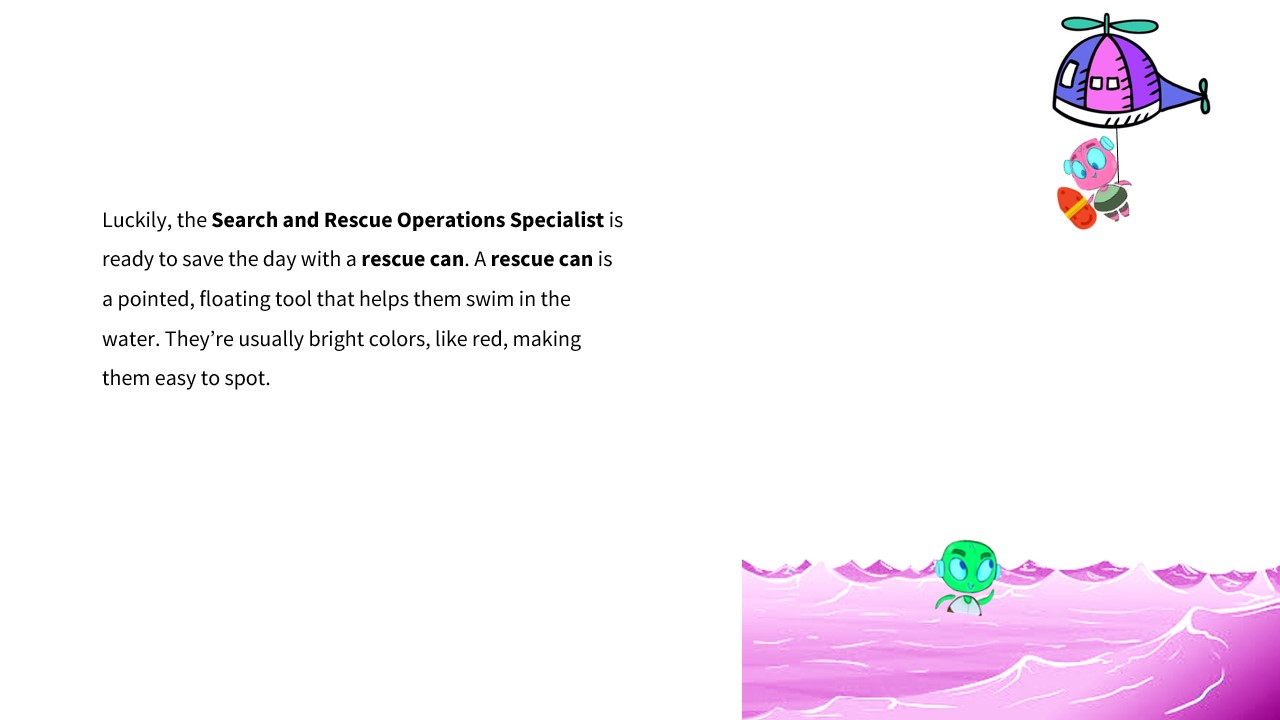 Luckily, the Search and Rescue Operations Specialist is
ready to save the day with a rescue can. A rescue can is
a pointed, floating tool that helps them swim in the
water. They’re usually bright colors, like red, making
them easy to spot.